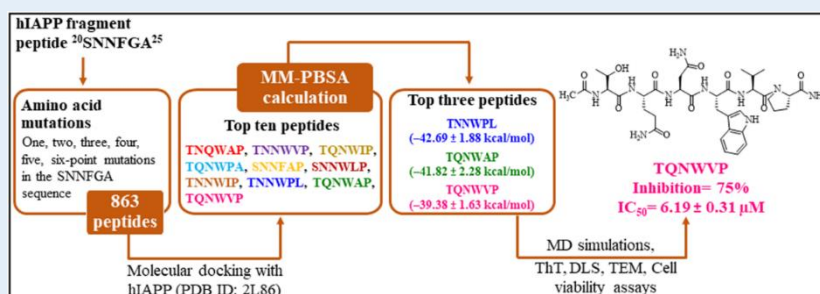 hIAPP fragment
peptide ²⁰SNNFGA²⁵
Amino acid
mutations
One, two, three, four,
five, six-point mutations
in the SNNFGA
sequence
863
peptides
Molecular docking with
hIAPP (PDB ID: 2L86)
MM-PBSA
calculation
Top ten peptides
TNQWAP, TNNWVP, TQNWIP,
TQNWPA, SNNFAP, SNNWLP,
TNNWIP, TNNWPL, TQNWAP,
TQNWVP
Top three peptides
TNNWPL
(–42.69 ± 1.88 kcal/mol)
TQNWAP
(–41.82 ± 2.28 kcal/mol)
TQNWVP
(–39.38 ± 1.63 kcal/mol)
MD simulations,
ThT, DLS, TEM, Cell
viability assays
H₂N
O
OH
O
O
O
O
N
H
H
N
N
H
H
N
N
H
N
O
O
O
O
NH
H₂N
NH
TQNWVP
Inhibition= 75%
IC₅₀= 6.19 ± 0.31 μM